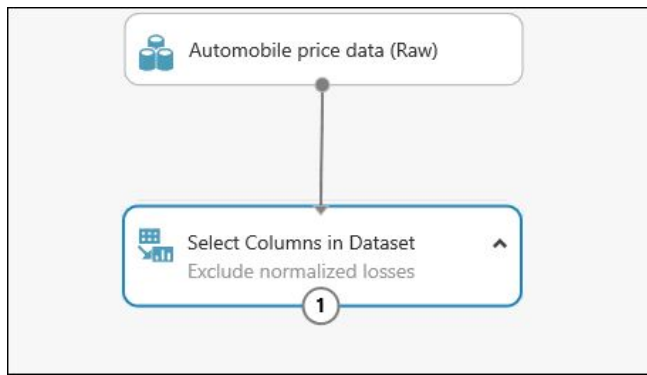 Automobile price data (Raw)
Select Columns in Dataset
Exclude normalized losses
1